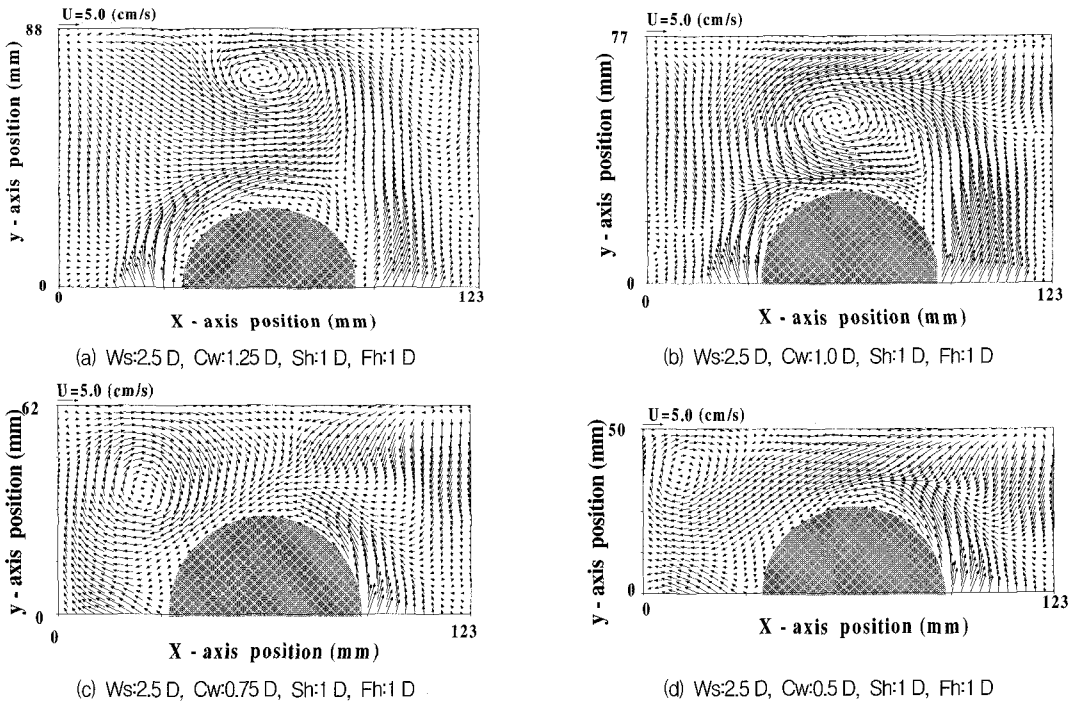 U=5.0 (cm/s)
88
y - axis position (mm)
0
0
123
X - axis position (mm)
(a) Ws:2.5 D, Cw:1.25 D, Sh:1 D, Fh:1 D
U=5.0 (cm/s)
77
y - axis position (mm)
0
0
123
X - axis position (mm)
(b) Ws:2.5 D, Cw:1.0 D, Sh:1 D, Fh:1 D
U=5.0 (cm/s)
62
y - axis position (mm)
0
0
123
X - axis position (mm)
(c) Ws:2.5 D, Cw:0.75 D, Sh:1 D, Fh:1 D
U=5.0 (cm/s)
50
y - axis position (mm)
0
0
123
X - axis position (mm)
(d) Ws:2.5 D, Cw:0.5 D, Sh:1 D, Fh:1 D